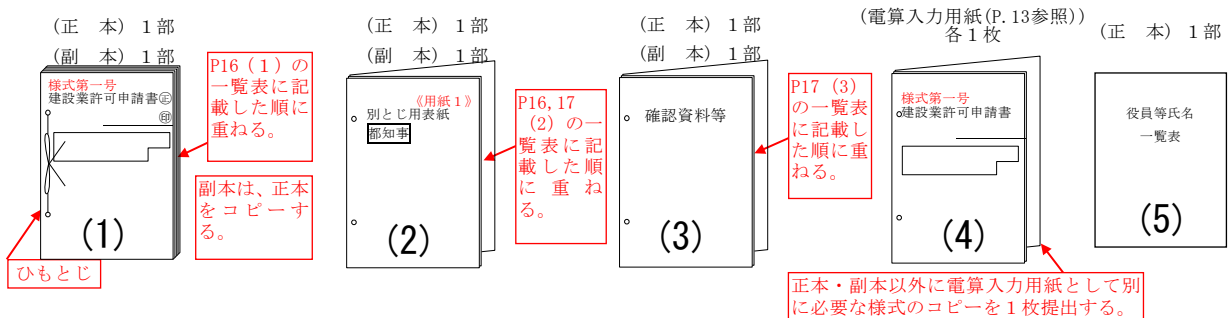 (正　本) 1部
(副　本) 1部
様式第一号
建設業許可申請書㊣
㊞
(1)
ひもとじ
P16(1)の
一覧表に記
載した順に
重ねる。
副本は、正本
をコピーす
る。
(正　本) 1部
(副　本) 1部
《用紙１》
別とじ用表紙
都知事
(2)
P16,17
(2)の一
覧表に記
載した順
に重ね
る。
(正　本) 1部
(副　本) 1部
確認資料等
(3)
P17(3)
の一覧表
に記載し
た順に重
ねる。
(電算入力用紙(P.13参照))
各１枚
様式第一号
建設業許可申請書
(4)
正本・副本以外に電算入力用紙として別
に必要な様式のコピーを１枚提出する。
(正　本) 1部
役員等氏名
一覧表
(5)